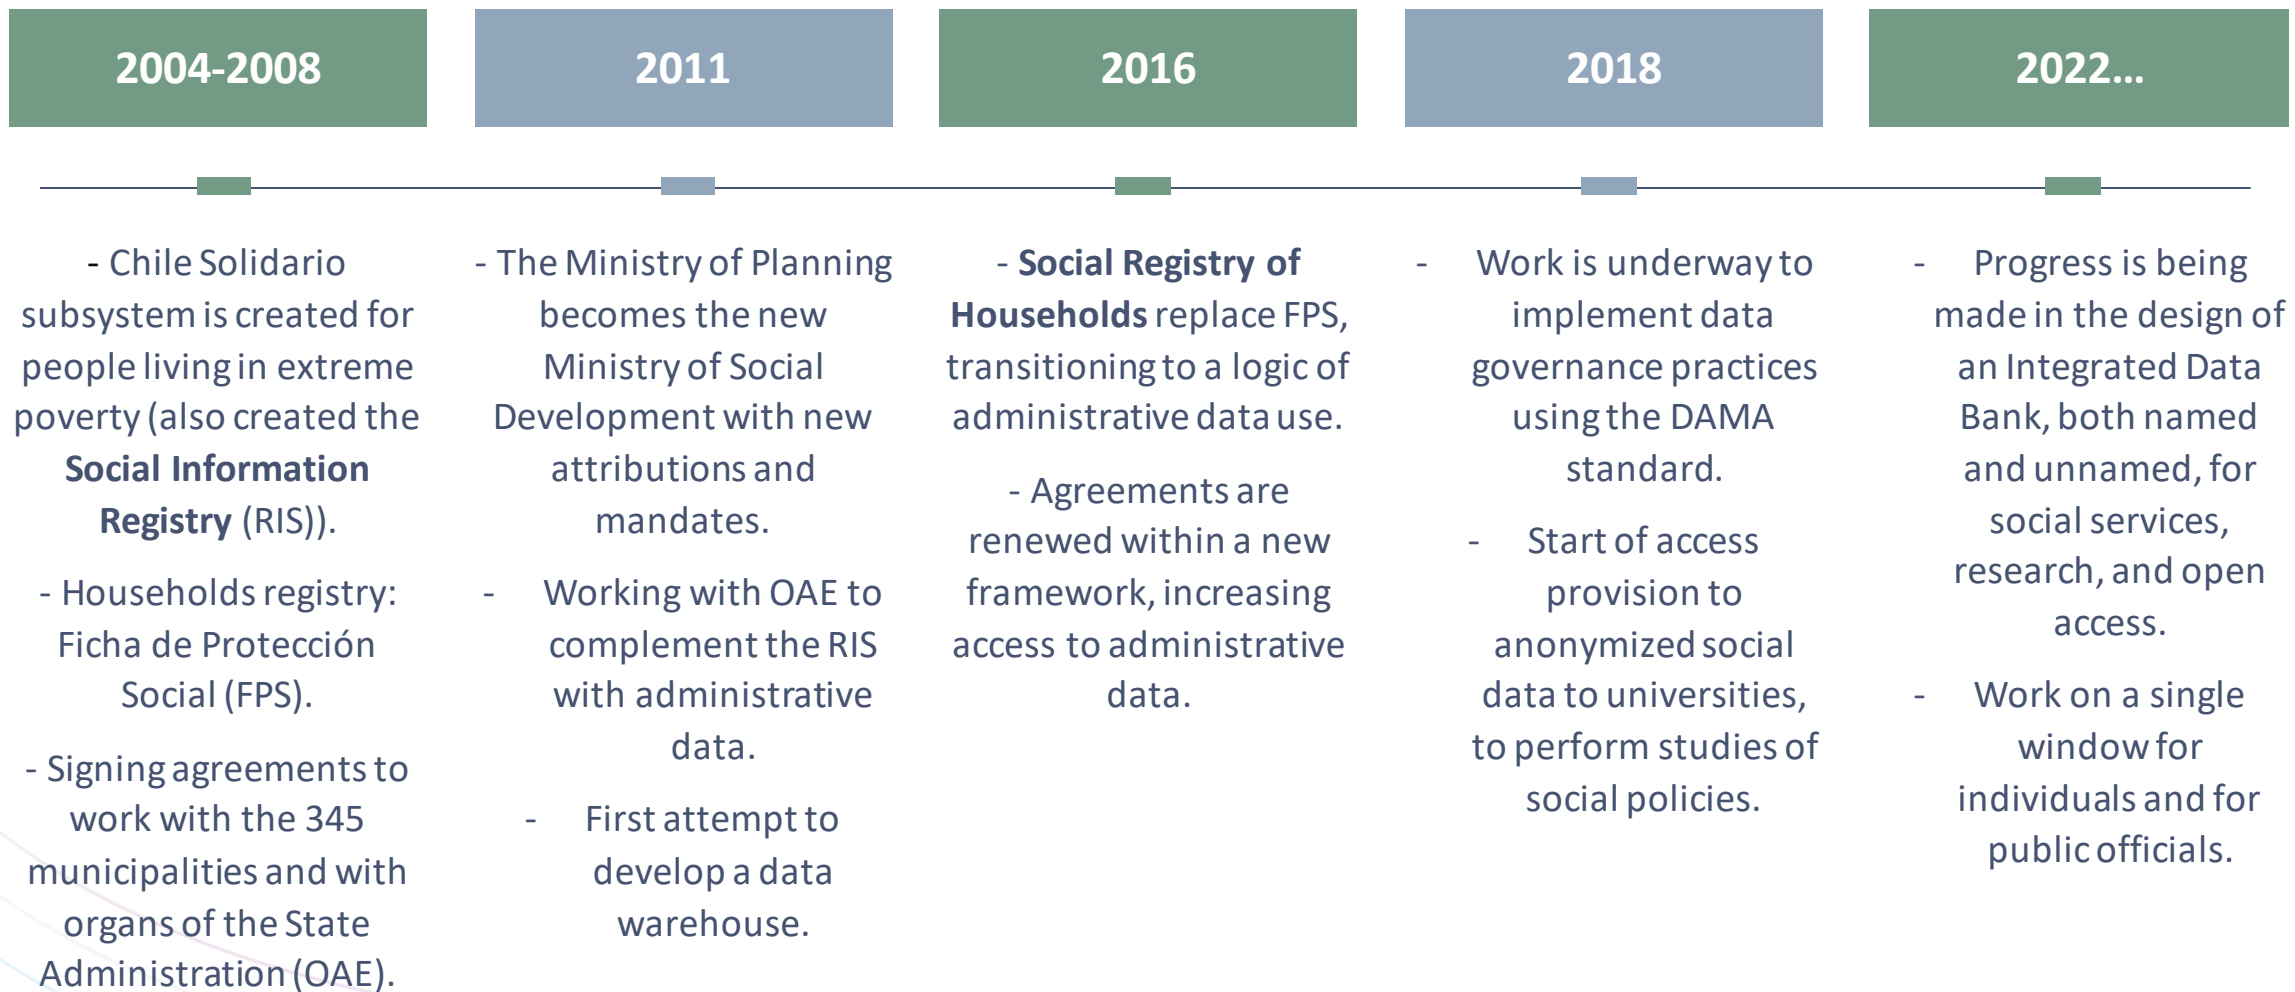 2004-2008
- Chile Solidario
subsystem is created for
people living in extreme
poverty (also created the
Social Information
Registry (RIS)).
- Households registry:
Ficha de Protección
Social (FPS).
- Signing agreements to
work with the 345
municipalities and with
organs of the State
Administration (OAE).
2011
- The Ministry of Planning
becomes the new
Ministry of Social
Development with new
attributions and
mandates.
- Working with OAE to
complement the RIS
with administrative
data.
- First attempt to
develop a data
warehouse.
2016
- Social Registry of
Households replace FPS,
transitioning to a logic of
administrative data use.
- Agreements are
renewed within a new
framework, increasing
access to administrative
data.
2018
- Work is underway to
implement data
governance practices
using the DAMA
standard.
- Start of access
provision to
anonymized social
data to universities,
to perform studies of
social policies.
2022…
- Progress is being
made in the design of
an Integrated Data
Bank, both named
and unnamed, for
social services,
research, and open
access.
- Work on a single
window for
individuals and for
public officials.